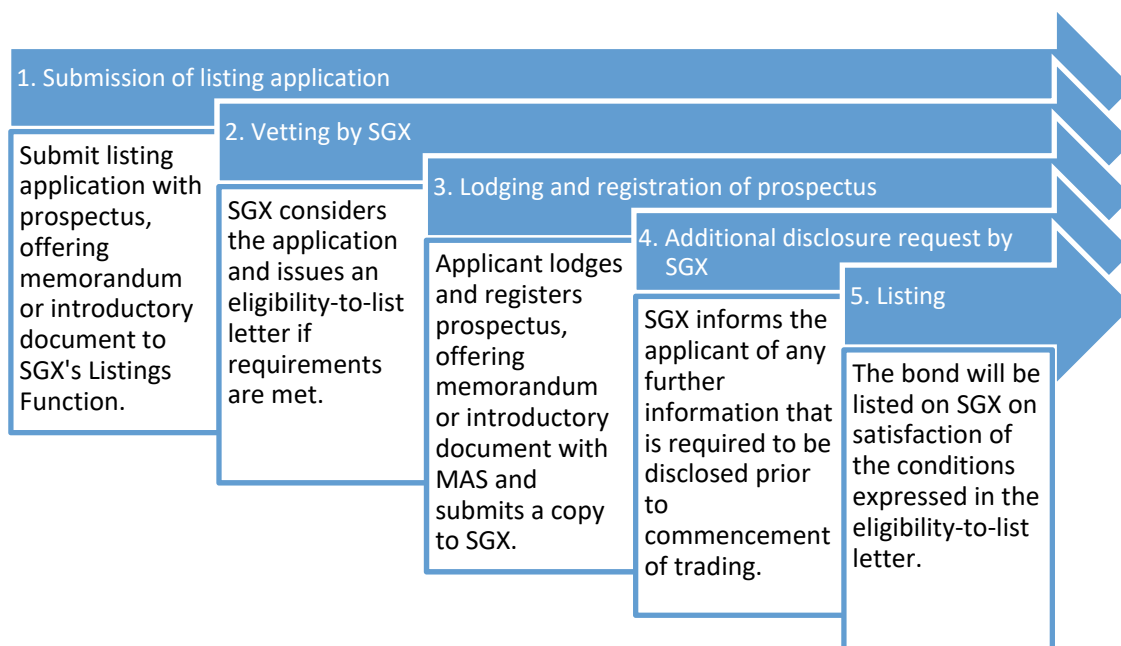 1. Submission of listing application
Submit listing
application with
prospectus,
offering
memorandum
or introductory
document to
SGX's Listings
Function.
2. Vetting by SGX
SGX considers
the application
and issues an
eligibility-to-list
letter if
requirements
are met.
3. Lodging and registration of prospectus
Applicant lodges
and registers
prospectus,
offering
memorandum
or introductory
document with
MAS and
submits a copy
to SGX.
4. Additional disclosure request by
SGX
SGX informs the
applicant of any
further
information that
is required to be
disclosed prior
to
commencement
of trading.
5. Listing
The bond will be
listed on SGX on
satisfaction of
the conditions
expressed in the
eligibility-to-list
letter.